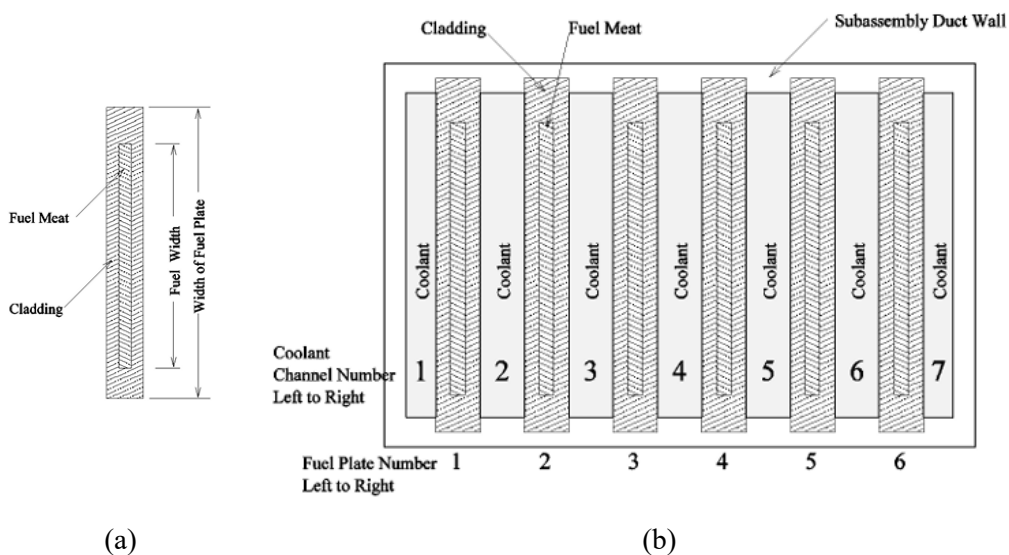 Fuel Meat
Cladding
Fuel Width
Width of Fuel Plate
(a)
Cladding
Fuel Meat
Subassembly Duct Wall
Coolant
Coolant
Coolant
Coolant
Coolant
Coolant
Coolant
Coolant
Channel Number
Left to Right
1 2 3 4 5 6 7
Fuel Plate Number 1 2 3 4 5 6
Left to Right
(b)